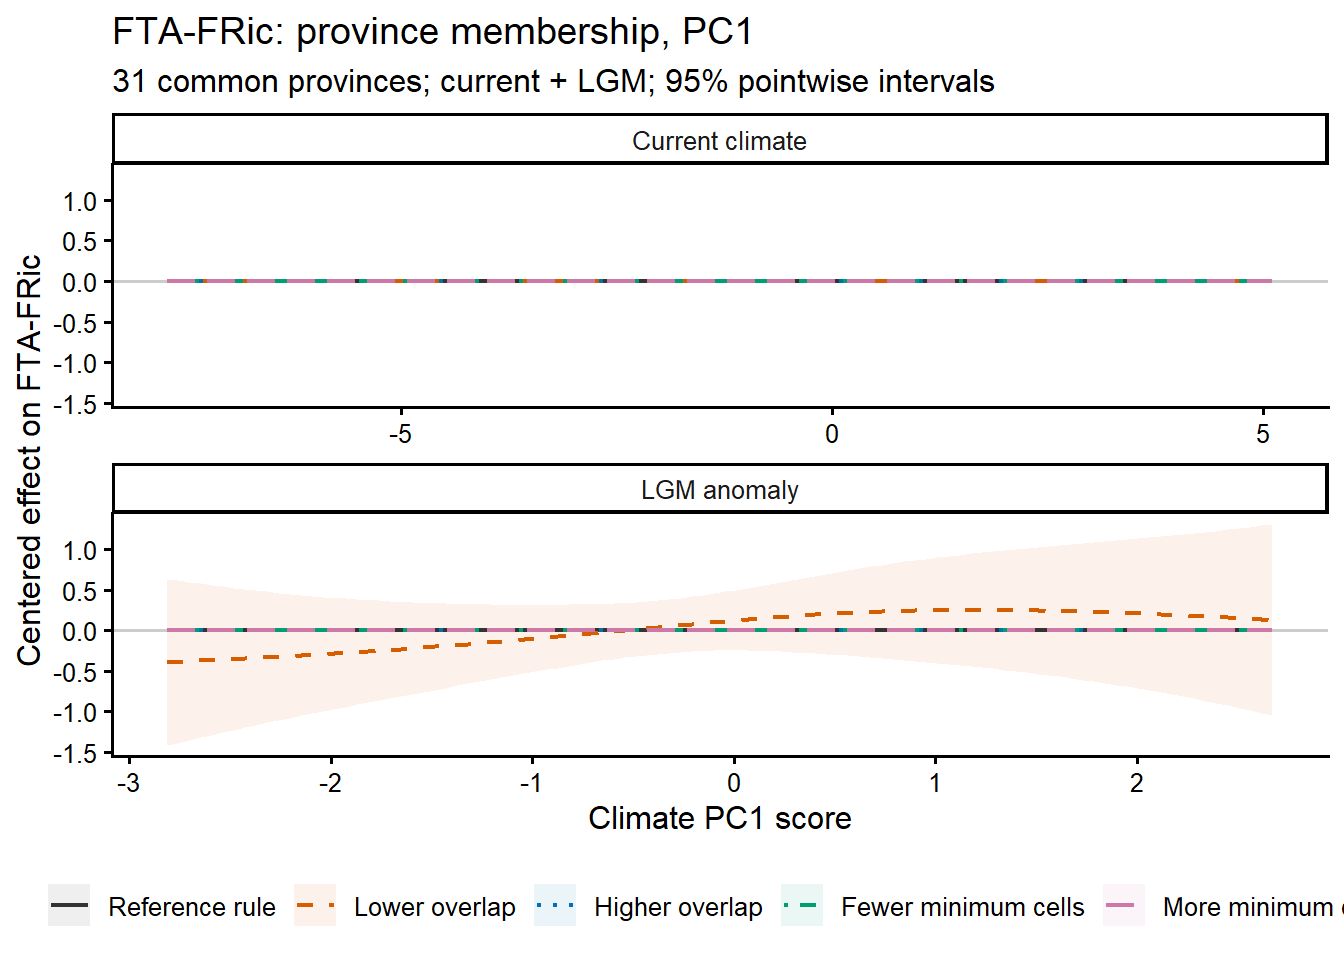 FTA-FRic: province membership, PC1
31 common provinces; current + LGM; 95% pointwise intervals
Current climate
1.0
0.5
0.0
-0.5
-1.0
-1.5
-5
0
5
Centered effect on FTA-FRic
LGM anomaly
1.0
0.5
0.0
-0.5
-1.0
-1.5
-3
-2
-1
0
1
2
Climate PC1 score
Reference rule
Lower overlap
Higher overlap
Fewer minimum cells
More minimum